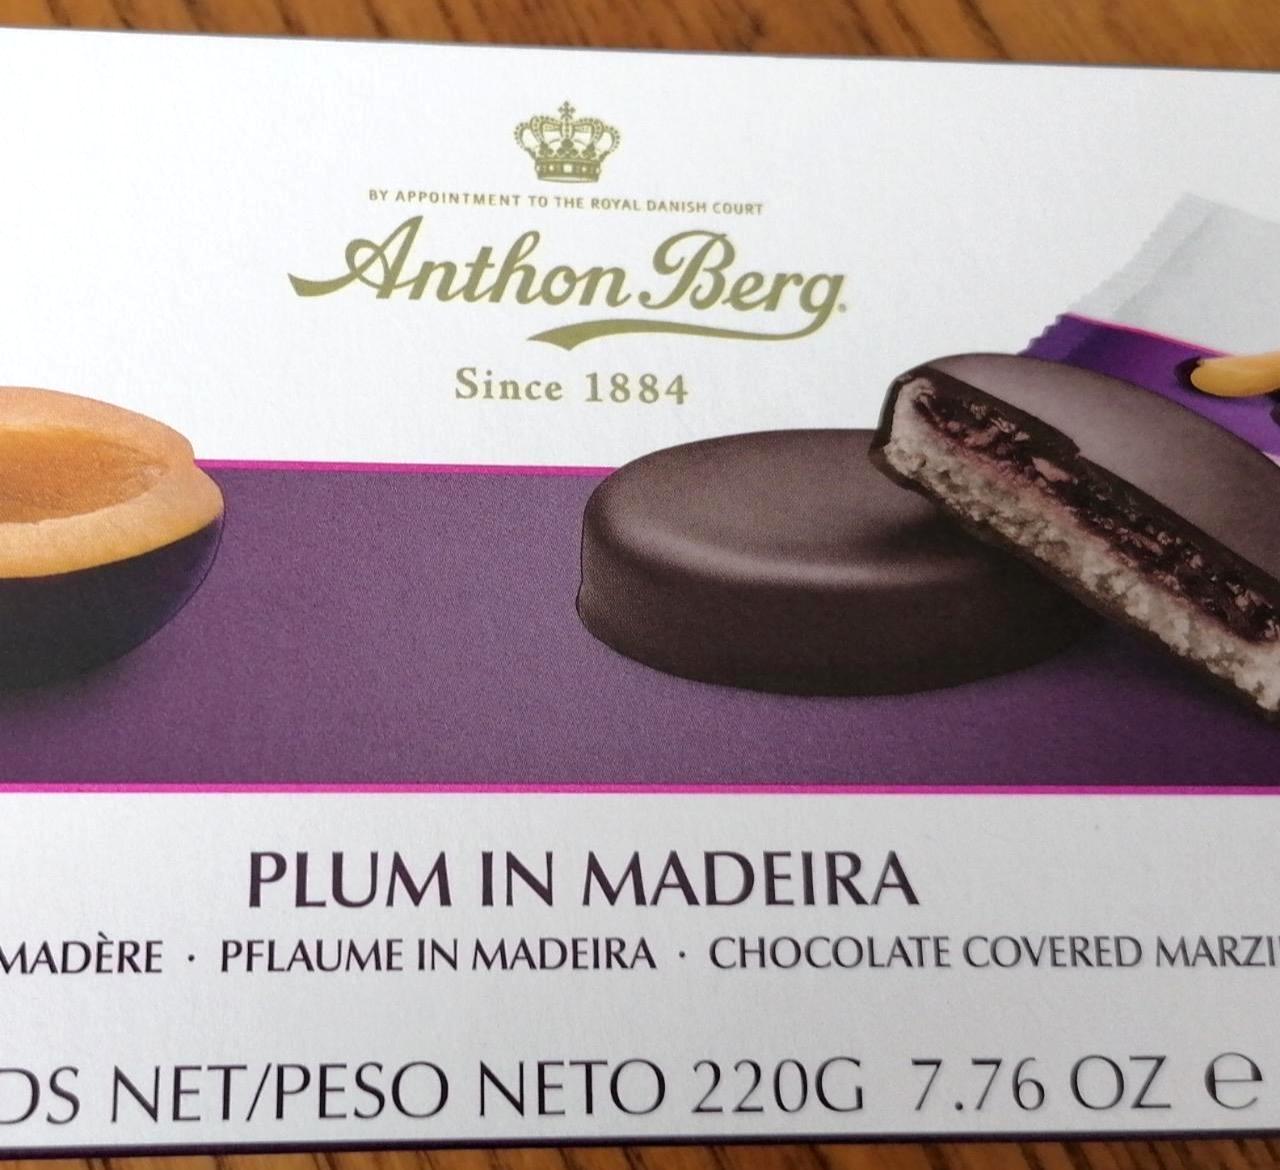 BY APPOINTMENT TO THE ROYAL DANISH COURT
Anthon Berg
Since 1884
PLUM IN MADEIRA
MADÈRE · PFLAUME IN MADEIRA · CHOCOLATE COVERED MARZI
DS NET/PESO NETO 220G 7.76 OZ ℮